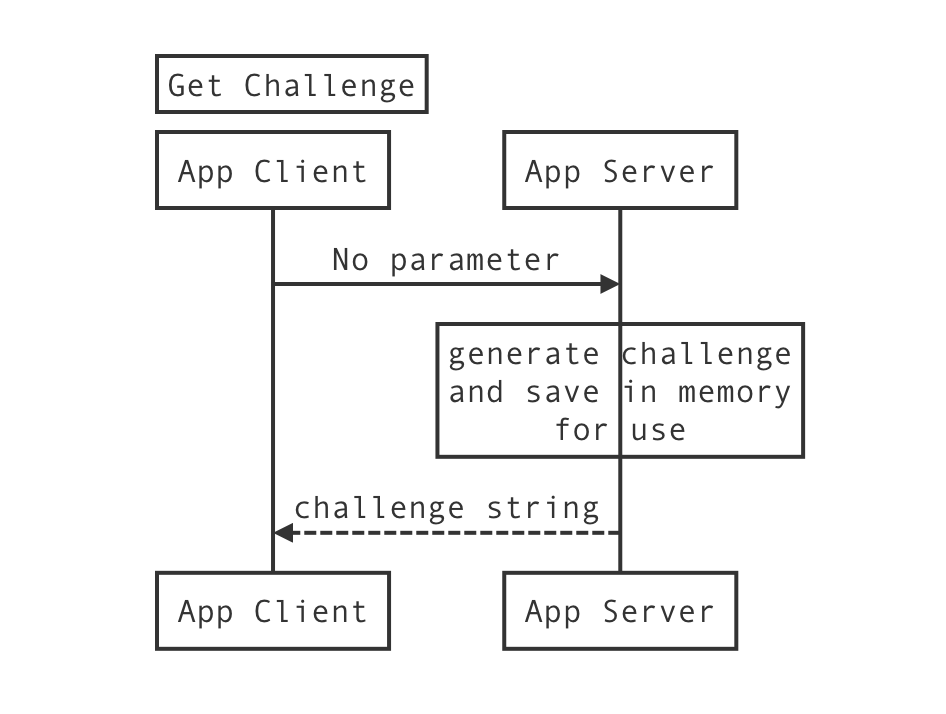 Get Challenge
App Client
App Server
No parameter
generate challenge
and save in memory
for use
challenge string
App Client
App Server